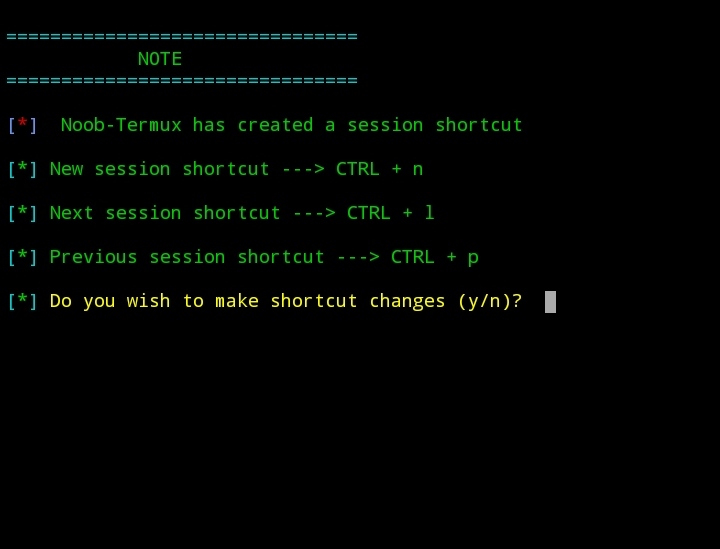 ================================
NOTE
================================
[*]  Noob-Termux has created a session shortcut
[*] New session shortcut ---> CTRL + n
[*] Next session shortcut ---> CTRL + l
[*] Previous session shortcut ---> CTRL + p
[*] Do you wish to make shortcut changes (y/n)?